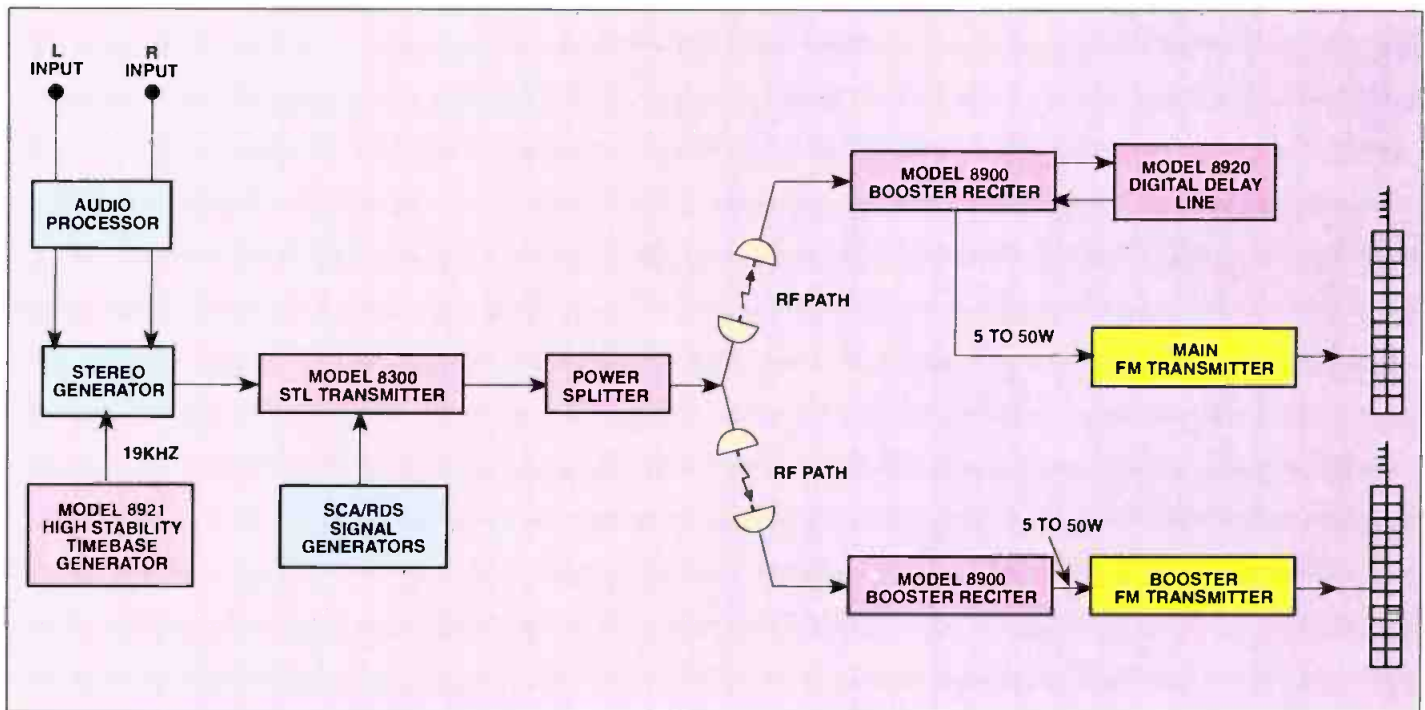 L
INPUT
R
INPUT
AUDIO
PROCESSOR
STEREO
GENERATOR
19KHZ
MODEL 8921
HIGH STABILITY
TIMEBASE
GENERATOR
MODEL 8300
STL TRANSMITTER
SCA/RDS
SIGNAL
GENERATORS
POWER
SPLITTER
RF PATH
RF PATH
MODEL 8900
BOOSTER RECITER
MODEL 8920
DIGITAL DELAY
LINE
5 TO 50W
MAIN
FM TRANSMITTER
MODEL 8900
BOOSTER RECITER
5 TO 50W
BOOSTER
FM TRANSMITTER